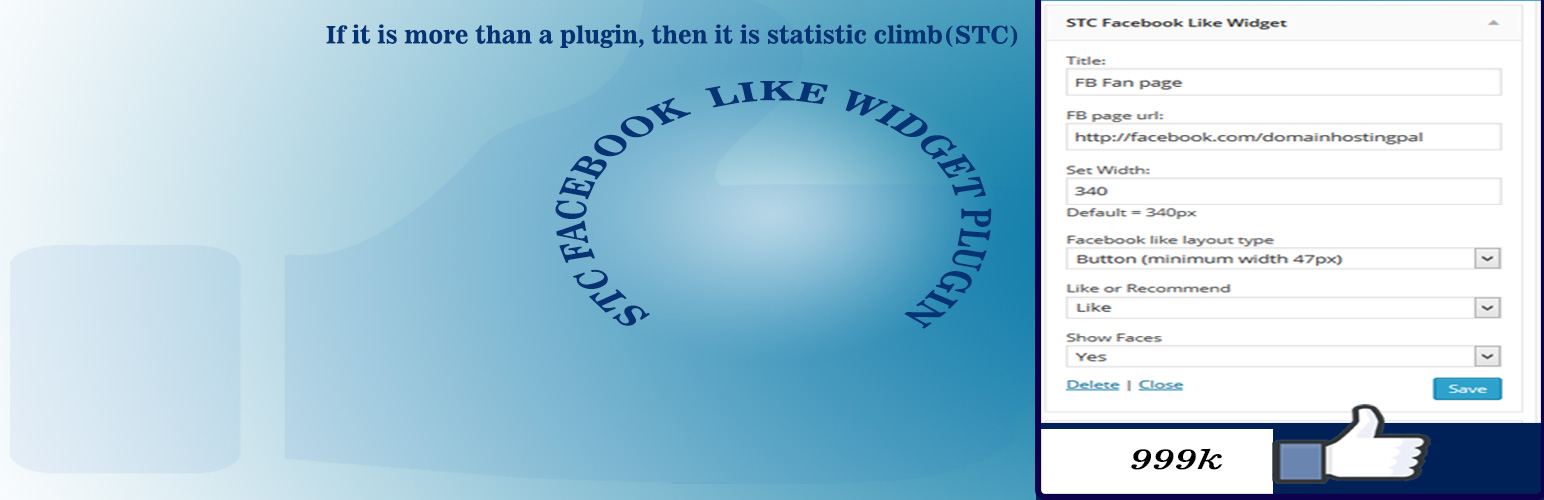 If it is more than a plugin, then it is statistic climb(STC)
STC FACEBOOK LIKE WIDGET PLUGIN
STC Facebook Like Widget
Title:
FB Fan page
FB page url:
http://facebook.com/domainhostingpal
Set Width:
340
Default = 340px
Facebook like layout type
Button (minimum width 47px)
Like or Recommend
Like
Show Faces
Yes
Delete | Close
Save
999k